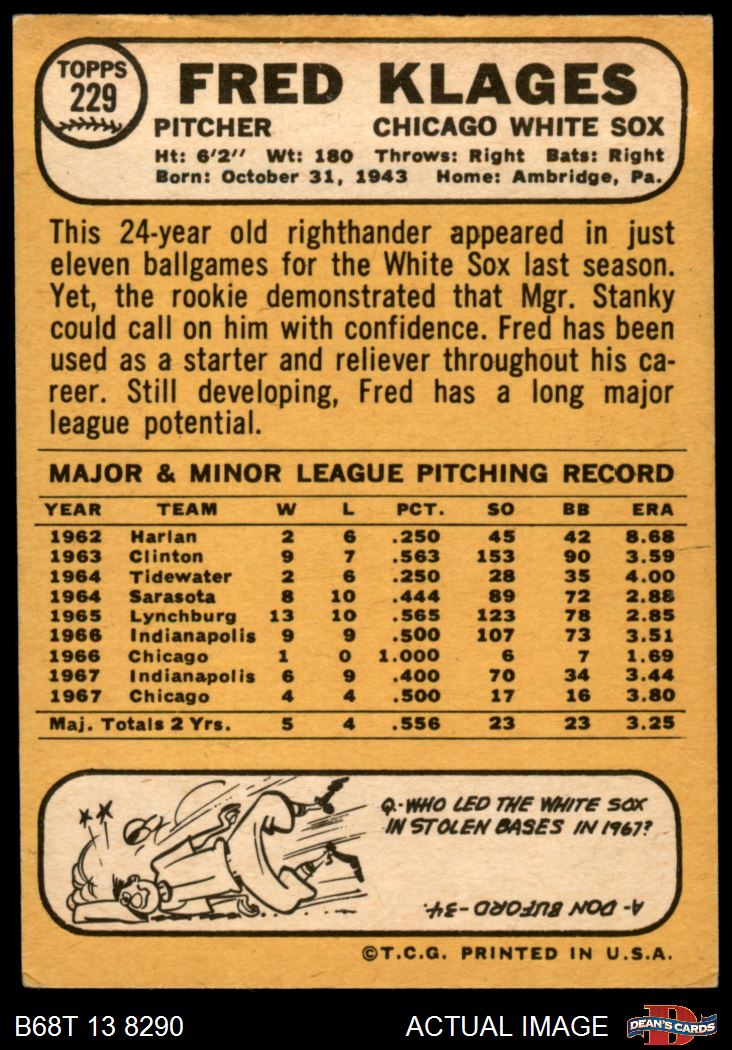 TOPPS
229
FRED KLAGES
PITCHER CHICAGO WHITE SOX
Ht: 6'2" Wt: 180 Throws: Right Bats: Right
Born: October 31, 1943 Home: Ambridge, Pa.
This 24-year old righthander appeared in just
eleven ballgames for the White Sox last season.
Yet, the rookie demonstrated that Mgr. Stanky
could call on him with confidence. Fred has been
used as a starter and reliever throughout his ca-
reer. Still developing, Fred has a long major
league potential.
MAJOR & MINOR LEAGUE PITCHING RECORD
YEAR TEAM W L PCT. SO BB ERA
1962 Harlan 2 6 .250 45 42 8.68
1963 Clinton 9 7 .563 153 90 3.59
1964 Tidewater 2 6 .250 28 35 4.00
1964 Sarasota 8 10 .444 89 72 2.88
1965 Lynchburg 13 10 .565 123 78 2.85
1966 Indianapolis 9 9 .500 107 73 3.51
1966 Chicago 1 0 1.000 6 7 1.69
1967 Indianapolis 6 9 .400 70 34 3.44
1967 Chicago 4 4 .500 17 16 3.80
Maj. Totals 2 Yrs. 5 4 .556 23 23 3.25
Q.-WHO LED THE WHITE SOX
IN STOLEN BASES IN 1967?
A-DON BUFORD-34.
©T.C.G. PRINTED IN U.S.A.
B68T 13 8290 ACTUAL IMAGE DEAN'S CARDS